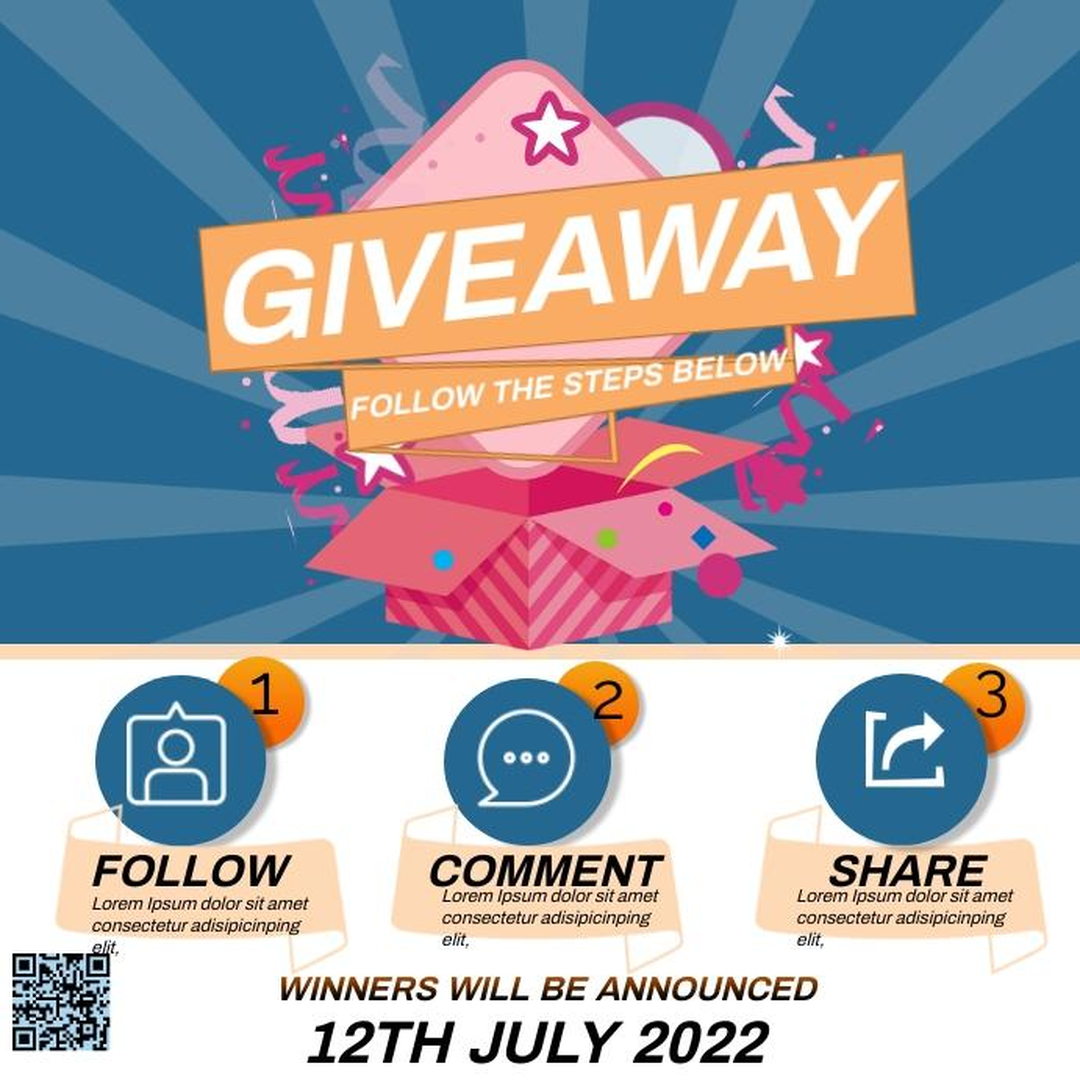 GIVEAWAY
FOLLOW THE STEPS BELOW
1
2
3
FOLLOW
Lorem Ipsum dolor sit amet
consectetur adisipicinping
elit,
COMMENT
Lorem Ipsum dolor sit amet
consectetur adisipicinping
elit,
SHARE
Lorem Ipsum dolor sit amet
consectetur adisipicinping
elit,
WINNERS WILL BE ANNOUNCED
12TH JULY 2022